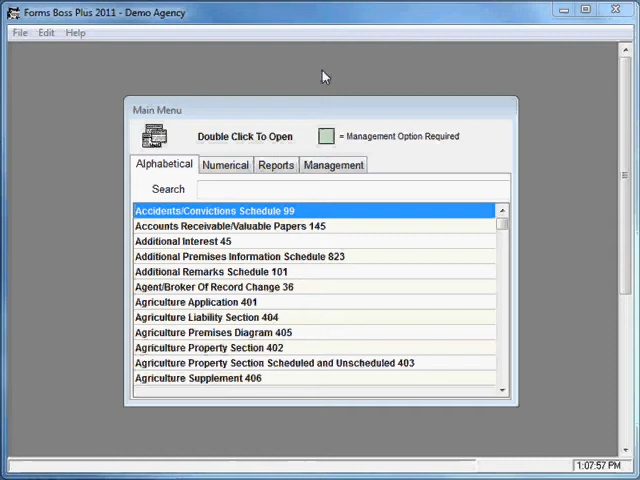 Forms Boss Plus 2011 - Demo Agency
File Edit Help
Main Menu
Double Click To Open = Management Option Required
Alphabetical Numerical Reports Management
Search
Accidents/Convictions Schedule 99
Accounts Receivable/Valuable Papers 145
Additional Interest 45
Additional Premises Information Schedule 823
Additional Remarks Schedule 101
Agent/Broker Of Record Change 36
Agriculture Application 401
Agriculture Liability Section 404
Agriculture Premises Diagram 405
Agriculture Property Section 402
Agriculture Property Section Scheduled and Unscheduled 403
Agriculture Supplement 406
1:07:57 PM